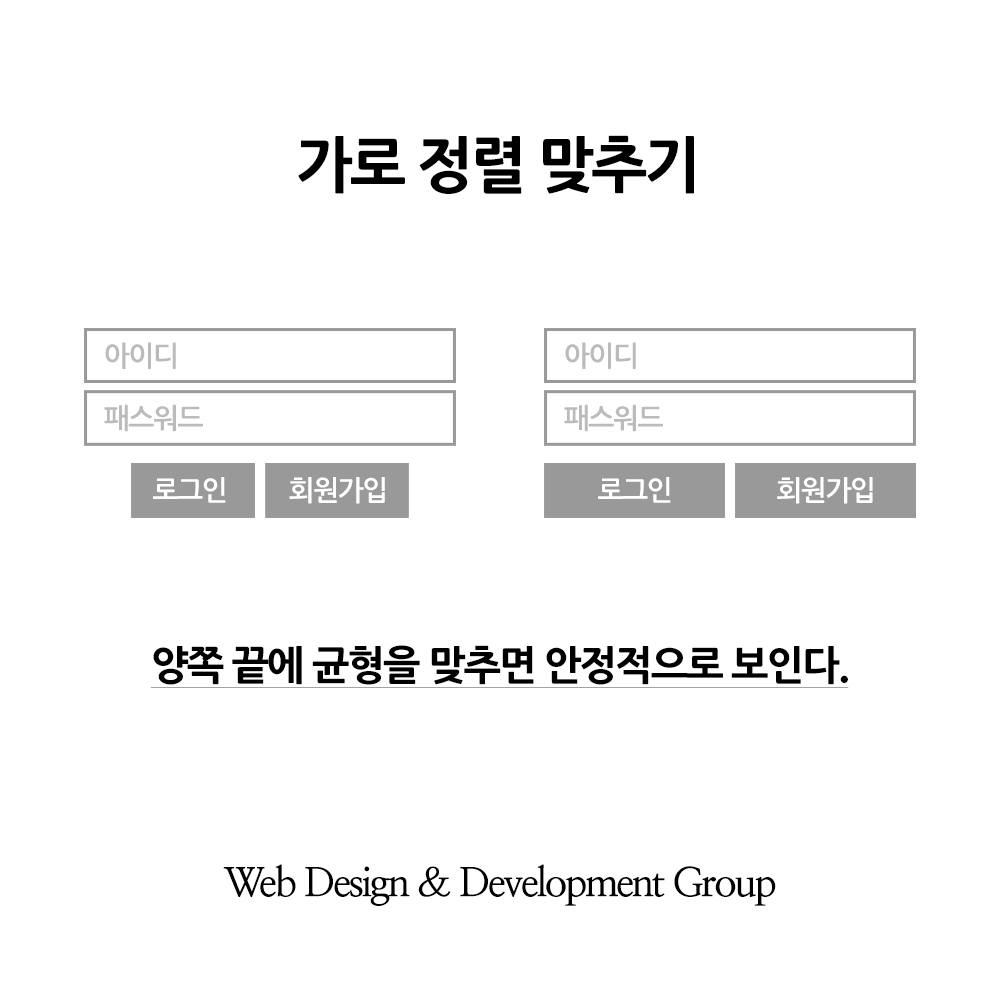 가로 정렬 맞추기
아이디
패스워드
로그인 회원가입
아이디
패스워드
로그인 회원가입
양쪽 끝에 균형을 맞추면 안정적으로 보인다.
Web Design & Development Group